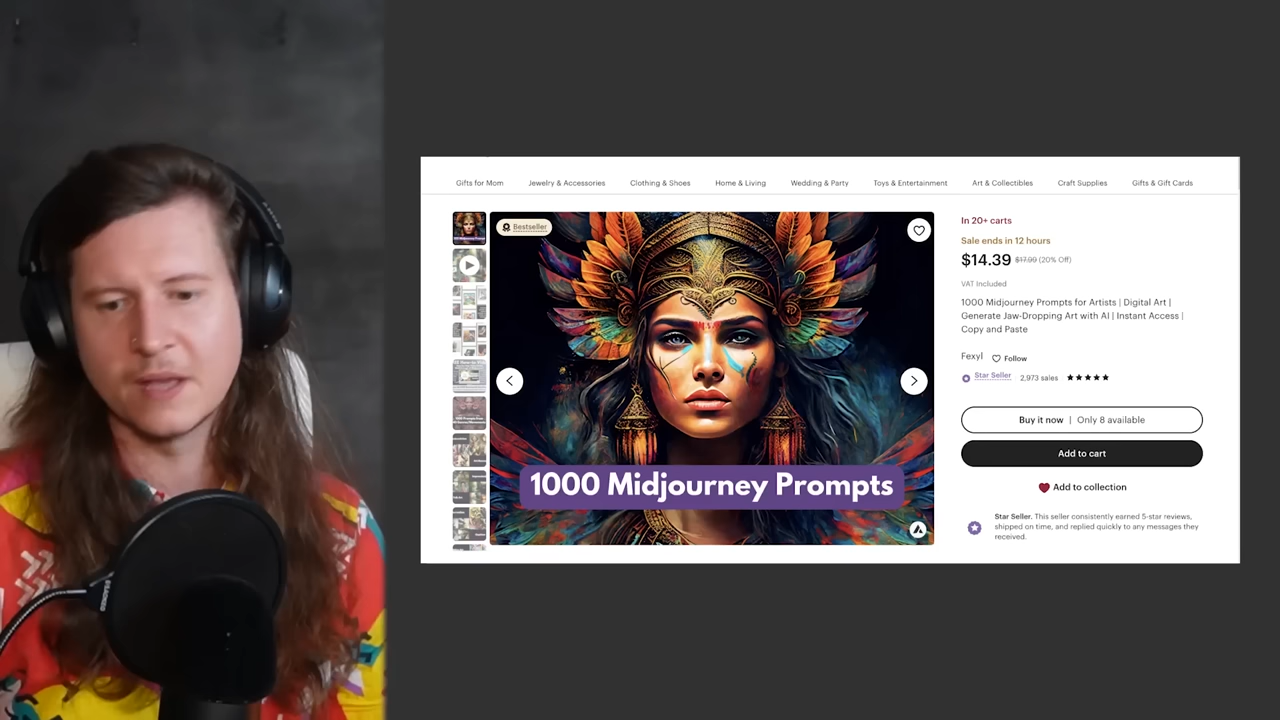 Gifts for Mom Jewelry & Accessories Clothing & Shoes Home & Living Wedding & Party Toys & Entertainment Art & Collectibles Craft Supplies Gifts & Gift Cards
Bestseller
1000 Midjourney Prompts
In 20+ carts
Sale ends in 12 hours
$14.39 $17.99 (20% Off)
VAT Included
1000 Midjourney Prompts for Artists | Digital Art |
Generate Jaw-Dropping Art with AI | Instant Access |
Copy and Paste
Fexyl Follow
Star Seller 2,973 sales
Buy it now | Only 8 available
Add to cart
Add to collection
Star Seller. This seller consistently earned 5-star reviews,
shipped on time, and replied quickly to any messages they
received.